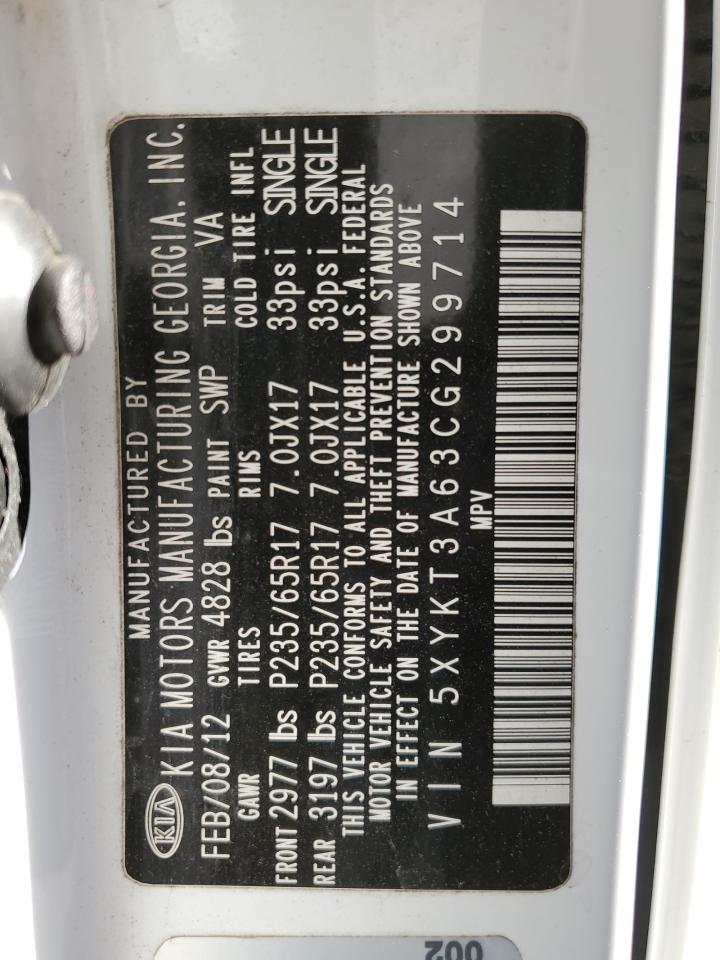 MANUFACTURED BY
KIA KIA MOTORS MANUFACTURING GEORGIA, INC.
FEB/08/12 GVWR 4828 lbs PAINT SWP TRIM VA
GAWR TIRES RIMS COLD TIRE INFL
FRONT 2977 lbs P235/65R17 7.0JX17 33psi SINGLE
REAR 3197 lbs P235/65R17 7.0JX17 33psi SINGLE
THIS VEHICLE CONFORMS TO ALL APPLICABLE U.S.A. FEDERAL
MOTOR VEHICLE SAFETY AND THEFT PREVENTION STANDARDS
IN EFFECT ON THE DATE OF MANUFACTURE SHOWN ABOVE
VIN 5XYKT3A63CG299714
MPV
002